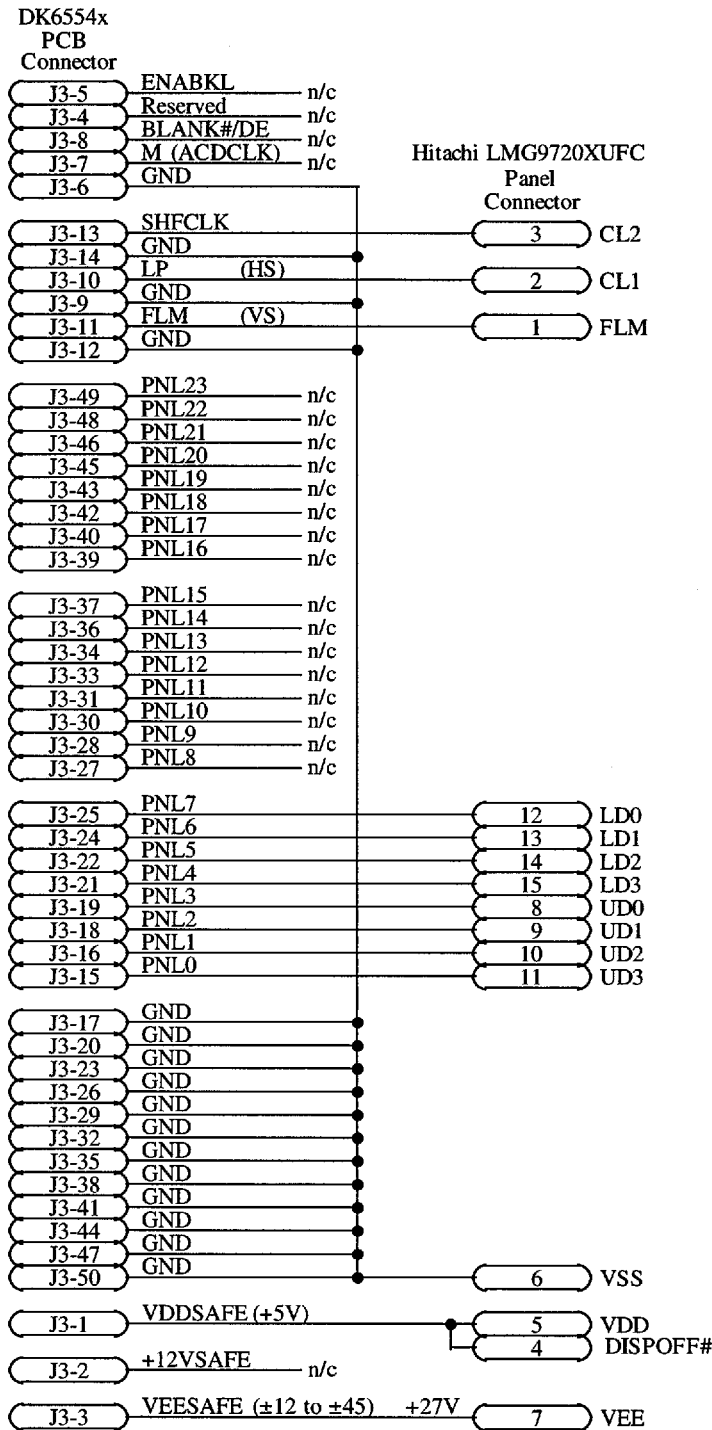 DK6554x
PCB
Connector
J3-5 ENABKL n/c
J3-4 Reserved n/c
J3-8 BLANK#/DE n/c
J3-7 M (ACDCLK) n/c
J3-6 GND
Hitachi LMG9720XUFC
Panel
Connector
J3-13 SHFCLK 3 CL2
J3-14 GND
J3-10 LP (HS) 2 CL1
J3-9 GND
J3-11 FLM (VS) 1 FLM
J3-12 GND
J3-49 PNL23 n/c
J3-48 PNL22 n/c
J3-46 PNL21 n/c
J3-45 PNL20 n/c
J3-43 PNL19 n/c
J3-42 PNL18 n/c
J3-40 PNL17 n/c
J3-39 PNL16 n/c
J3-37 PNL15 n/c
J3-36 PNL14 n/c
J3-34 PNL13 n/c
J3-33 PNL12 n/c
J3-31 PNL11 n/c
J3-30 PNL10 n/c
J3-28 PNL9 n/c
J3-27 PNL8 n/c
J3-25 PNL7 12 LD0
J3-24 PNL6 13 LD1
J3-22 PNL5 14 LD2
J3-21 PNL4 15 LD3
J3-19 PNL3 8 UD0
J3-18 PNL2 9 UD1
J3-16 PNL1 10 UD2
J3-15 PNL0 11 UD3
J3-17 GND
J3-20 GND
J3-23 GND
J3-26 GND
J3-29 GND
J3-32 GND
J3-35 GND
J3-38 GND
J3-41 GND
J3-44 GND
J3-47 GND
J3-50 GND 6 VSS
J3-1 VDDSAFE (+5V) 5 VDD
4 DISPOFF#
J3-2 +12VSAFE n/c
J3-3 VEESAFE (±12 to ±45) +27V 7 VEE